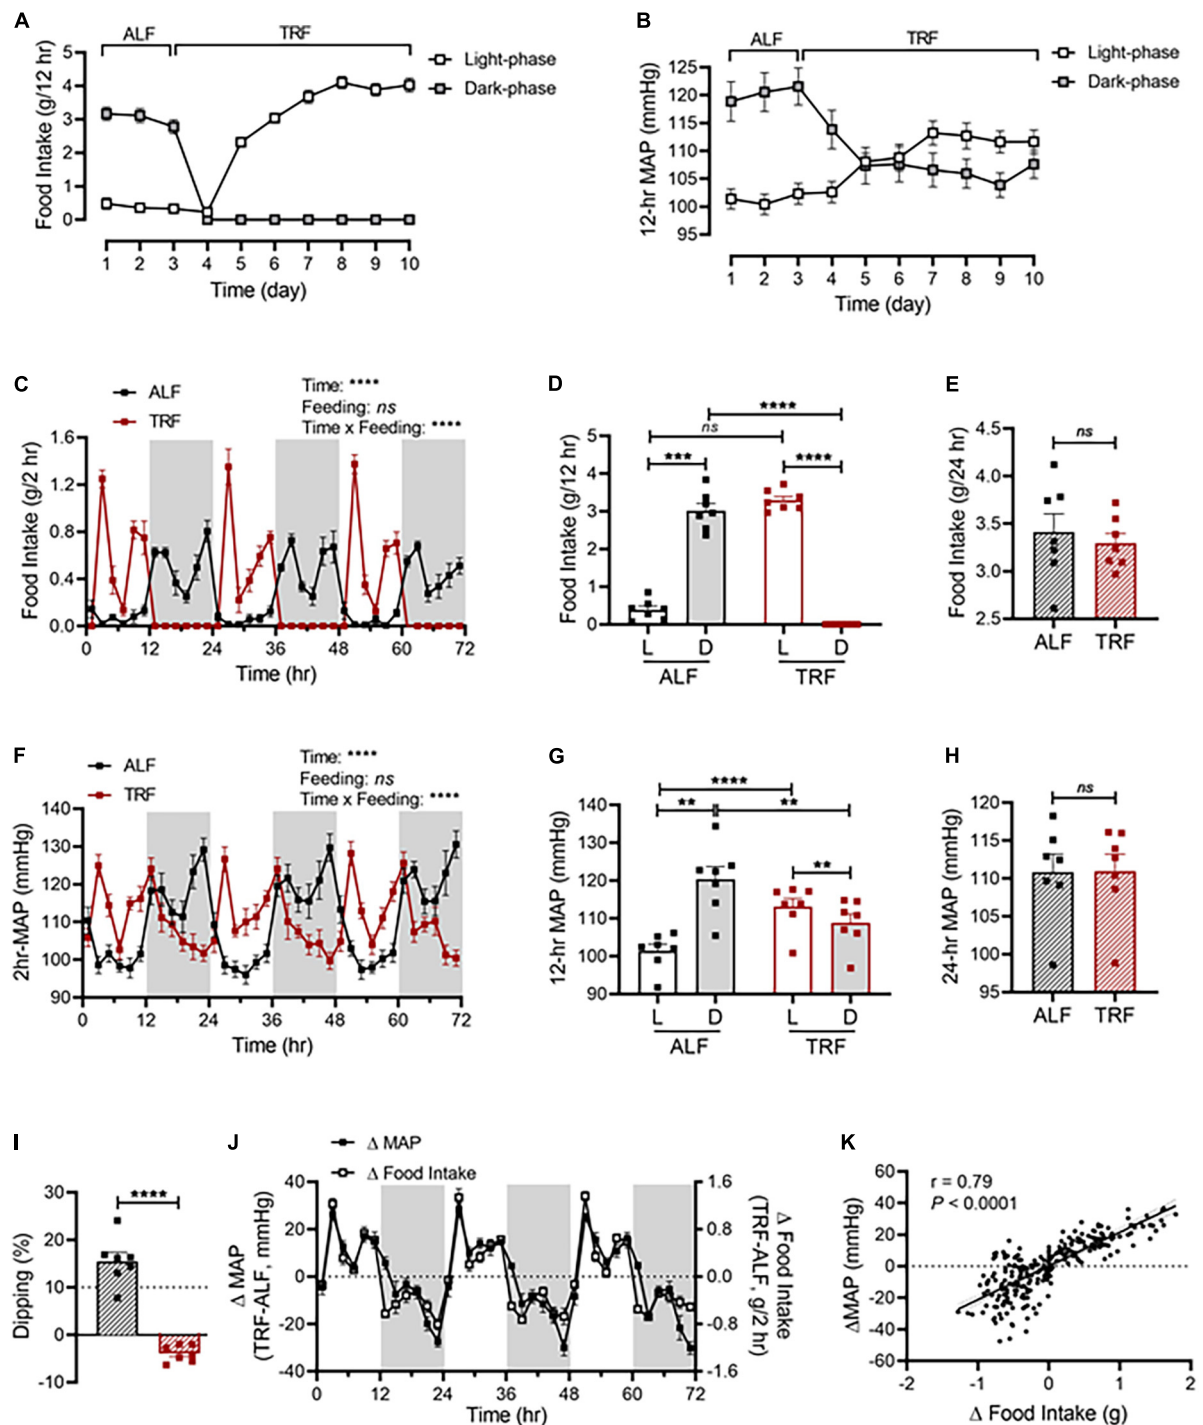 A
ALF
TRF
Light-phase
Dark-phase
Food Intake (g/12 hr)
5
4
3
2
1
0
1 2 3 4 5 6 7 8 9 10
Time (day)
B
ALF
TRF
Light-phase
Dark-phase
12-hr MAP (mmHg)
125
120
115
110
105
100
95
1 2 3 4 5 6 7 8 9 10
Time (day)
C
ALF
TRF
Time: ****
Feeding: ns
Time x Feeding: ****
Food Intake (g/2 hr)
1.6
1.2
0.8
0.4
0.0
0 12 24 36 48 60 72
Time (hr)
D
****
ns
***
****
Food Intake (g/12 hr)
5
4
3
2
1
0
L D L D
ALF TRF
E
ns
Food Intake (g/24 hr)
4.5
4.0
3.5
3.0
2.5
ALF TRF
F
ALF
TRF
Time: ****
Feeding: ns
Time x Feeding: ****
2hr-MAP (mmHg)
140
130
120
110
100
90
0 12 24 36 48 60 72
Time (hr)
G
****
** **
**
12-hr MAP (mmHg)
140
130
120
110
100
90
L D L D
ALF TRF
H
ns
24-hr MAP (mmHg)
120
115
110
105
100
95
ALF TRF
I
****
Dipping (%)
30
20
10
0
-10
J
Δ MAP
Δ Food Intake
Δ MAP
(TRF-ALF, mmHg)
40
20
0
-20
-40
1.6
0.8
0.0
-0.8
-1.6
Δ Food Intake
(TRF-ALF, g/2 hr)
0 12 24 36 48 60 72
Time (hr)
K
r = 0.79
P < 0.0001
ΔMAP (mmHg)
60
40
20
0
-20
-40
-60
-2 -1 0 1 2
Δ Food Intake (g)